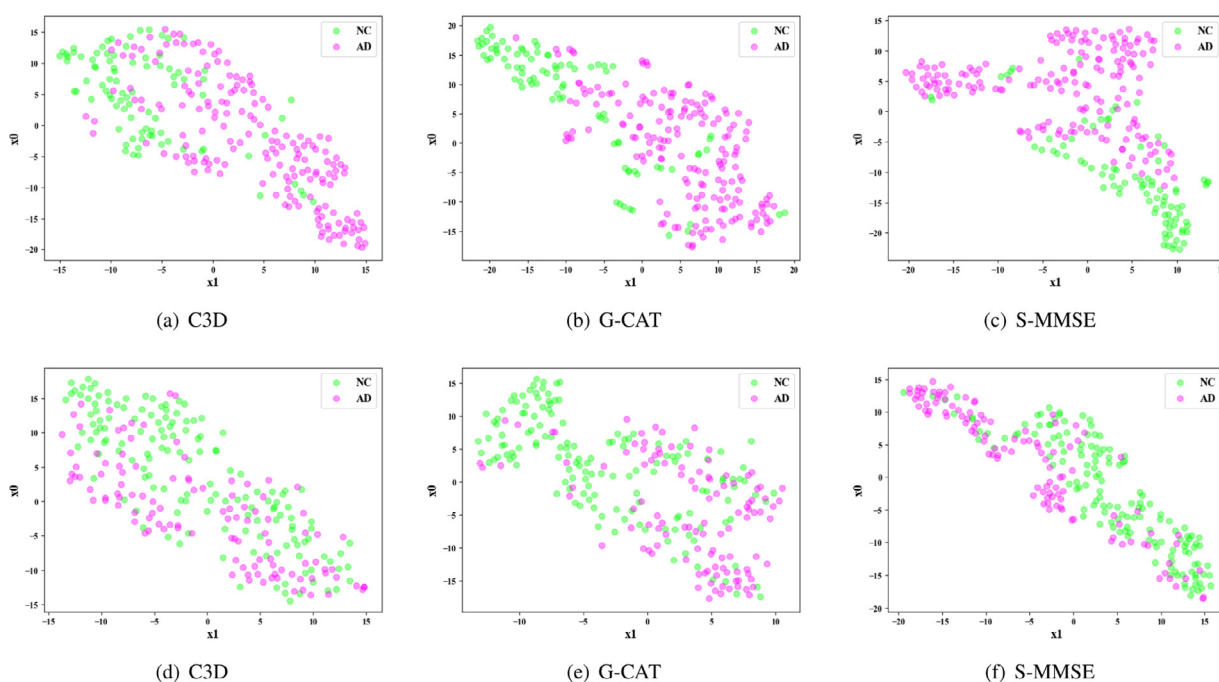 15
10
5
0
−5
−10
−15
−20
x0
−15 −10 −5 0 5 10 15
x1
NC
AD
(a) C3D
20
15
10
5
0
−5
−10
−15
x0
−20 −15 −10 −5 0 5 10 15 20
x1
NC
AD
(b) G-CAT
15
10
5
0
−5
−10
−15
−20
x0
−20 −15 −10 −5 0 5 10
x1
NC
AD
(c) S-MMSE
15
10
5
0
−5
−10
−15
x0
−15 −10 −5 0 5 10 15
x1
NC
AD
(d) C3D
15
10
5
0
−5
−10
−15
x0
−10 −5 0 5 10
x1
NC
AD
(e) G-CAT
15
10
5
0
−5
−10
−15
−20
x0
−20 −15 −10 −5 0 5 10 15
x1
NC
AD
(f) S-MMSE